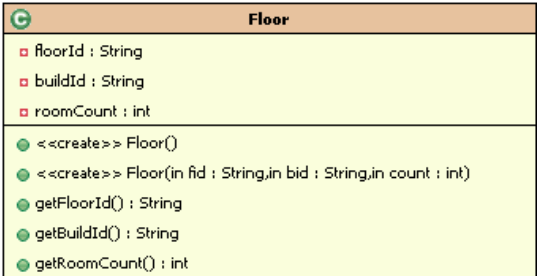 C Floor
floorId : String
buildId : String
roomCount : int
<<create>> Floor()
<<create>> Floor(in fid : String,in bid : String,in count : int)
getFloorId() : String
getBuildId() : String
getRoomCount() : int